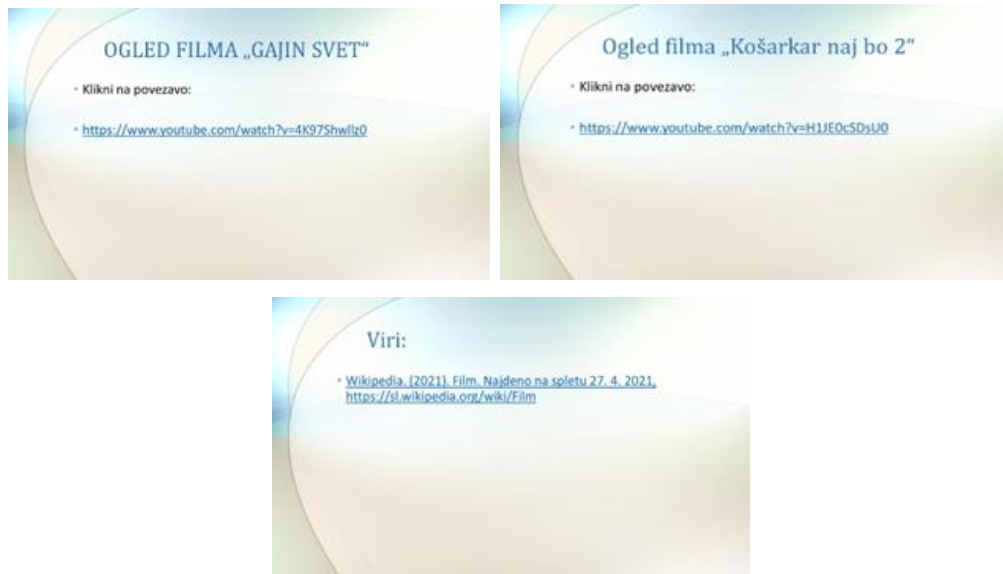 OGLED FILMA „GAJIN SVET“
Klikni na povezavo:
https://www.youtube.com/watch?v=4K97Shwllz0
Ogled filma „Košarkar naj bo 2“
Klikni na povezavo:
https://www.youtube.com/watch?v=H1JE0cSDsU0
Viri:
Wikipedia. (2021). Film. Najdeno na spletu 27. 4. 2021,
https://sl.wikipedia.org/wiki/Film